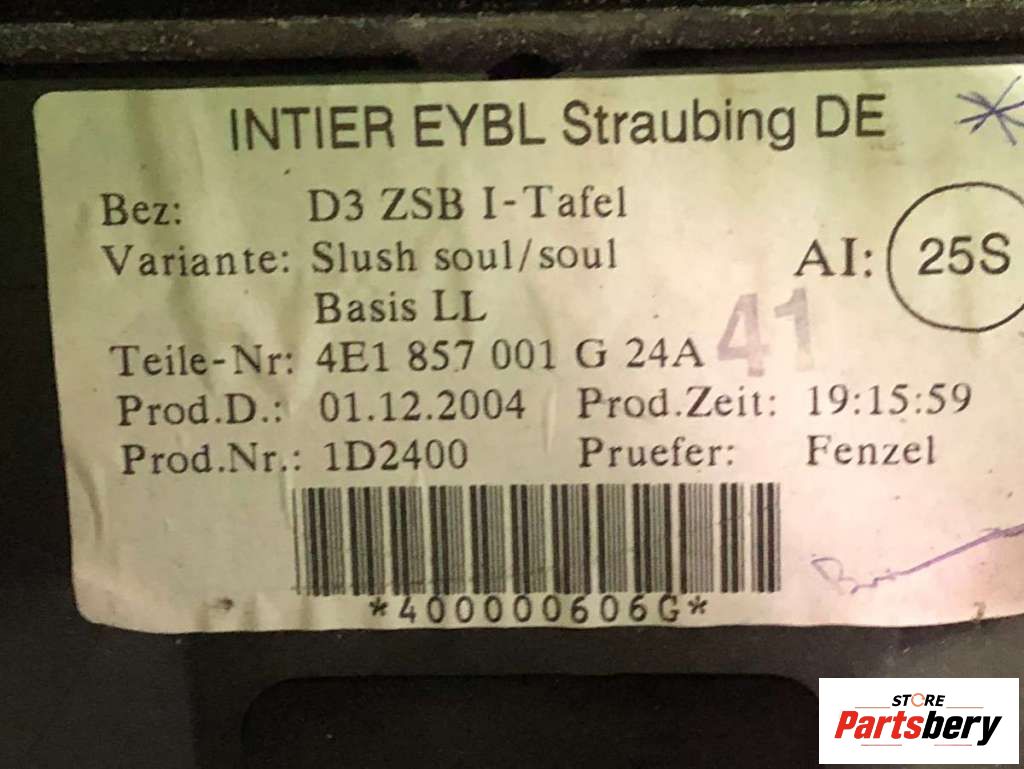 INTIER EYBL Straubing DE
Bez: D3 ZSB I-Tafel
Variante: Slush soul/soul AI: 25S
Basis LL
41
Teile-Nr: 4E1 857 001 G 24A
Prod.D.: 01.12.2004 Prod.Zeit: 19:15:59
Prod.Nr.: 1D2400 Pruefer: Fenzel
*400000606G*
STORE
Partsbery